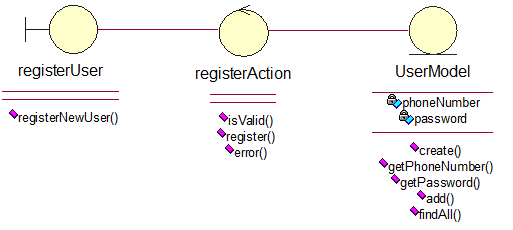 registerUser
registerNewUser()
registerAction
isValid()
register()
error()
UserModel
phoneNumber
password
create()
getPhoneNumber()
getPassword()
add()
findAll()